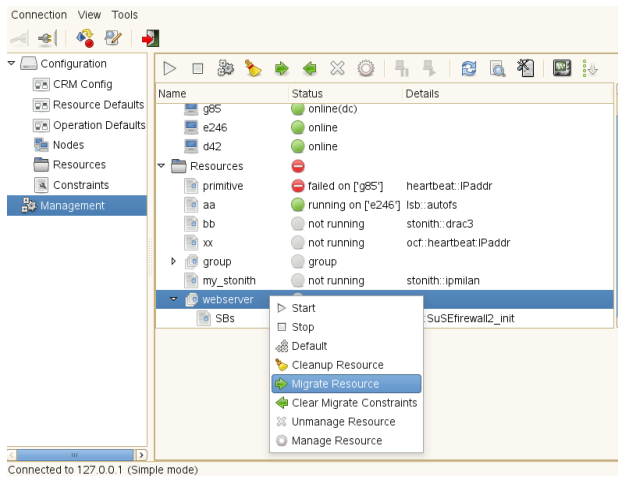 Connection View Tools
Configuration
CRM Config
Resource Defaults
Operation Defaults
Nodes
Resources
Constraints
Management
Name Status Details
g85 online(dc)
e246 online
d42 online
Resources
primitive failed on ['g85'] heartbeat::IPaddr
aa running on ['e246'] lsb::autofs
bb not running stonith::drac3
xx not running ocf::heartbeat:IPaddr
group group
my_stonith not running stonith::ipmilan
webserver
SBs :SuSEfirewall2_init
Start
Stop
Default
Cleanup Resource
Migrate Resource
Clear Migrate Constraints
Unmanage Resource
Manage Resource
Connected to 127.0.0.1 (Simple mode)